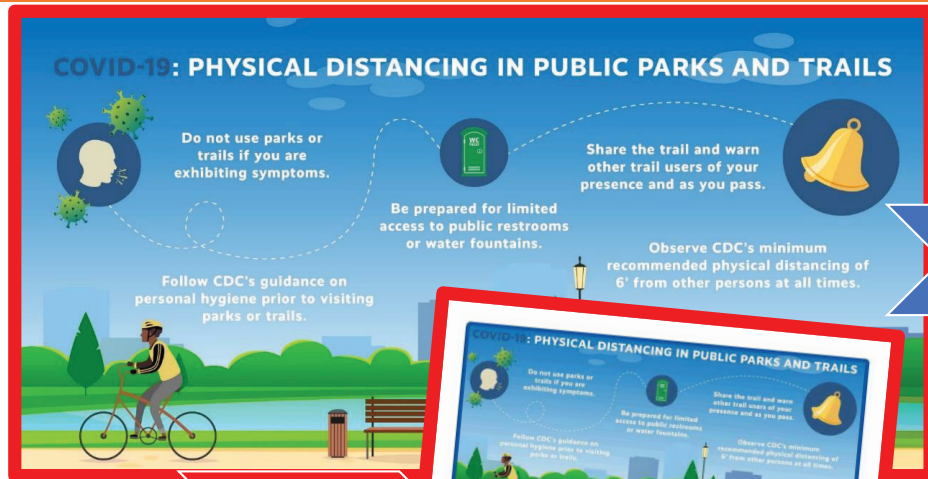 COVID-19: PHYSICAL DISTANCING IN PUBLIC PARKS AND TRAILS
Do not use parks or
trails if you are
exhibiting symptoms.
WC
Be prepared for limited
access to public restrooms
or water fountains.
Share the trail and warn
other trail users of your
presence and as you pass.
Follow CDC's guidance on
personal hygiene prior to visiting
parks or trails.
Observe CDC's minimum
recommended physical distancing of
6' from other persons at all times.
COVID-19: PHYSICAL DISTANCING IN PUBLIC PARKS AND TRAILS
Do not use parks or
trails if you are
exhibiting symptoms.
Be prepared for limited
access to public restrooms
or water fountains.
Share the trail and warn
other trail users of your
presence and as you pass.
Follow CDC's guidance on
personal hygiene prior to visiting
parks or trails.
Observe CDC's minimum
recommended physical distancing of
6' from other persons at all times.